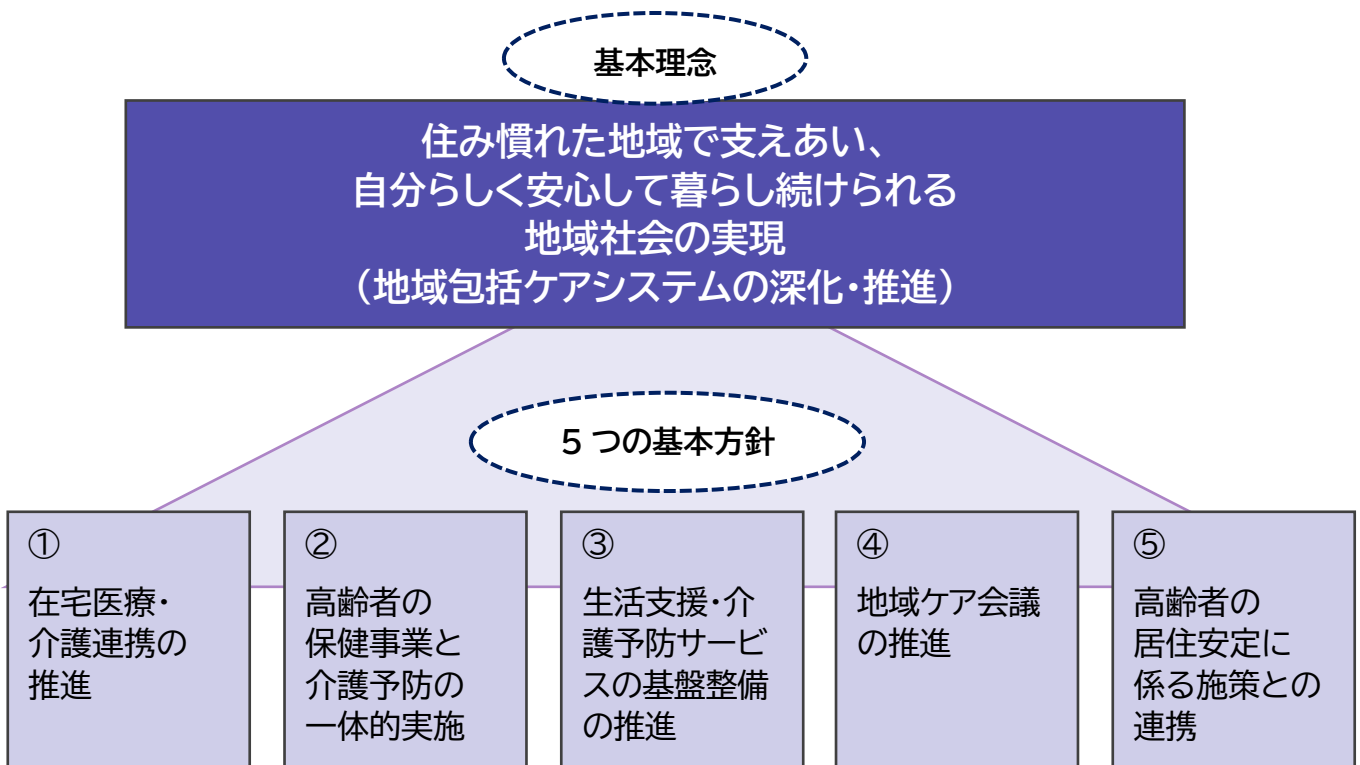 基本理念
住み慣れた地域で支えあい、
自分らしく安心して暮らし続けられる
地域社会の実現
（地域包括ケアシステムの深化・推進）
５つの基本方針
①
在宅医療・
介護連携の
推進
②
高齢者の
保健事業と
介護予防の
一体的実施
③
生活支援・介
護予防サービ
スの基盤整備
の推進
④
地域ケア会議
の推進
⑤
高齢者の
居住安定に
係る施策との
連携